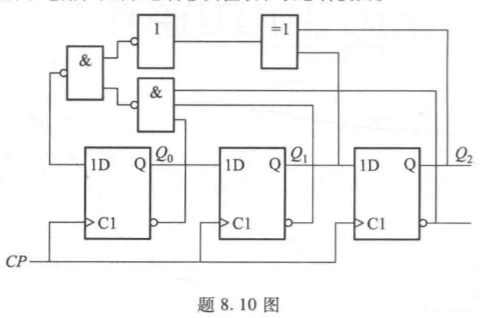 1
=1
&
&
Q₀
Q₁
Q₂
1D Q
1D Q
1D Q
C1
C1
C1
CP
题 8.10 图